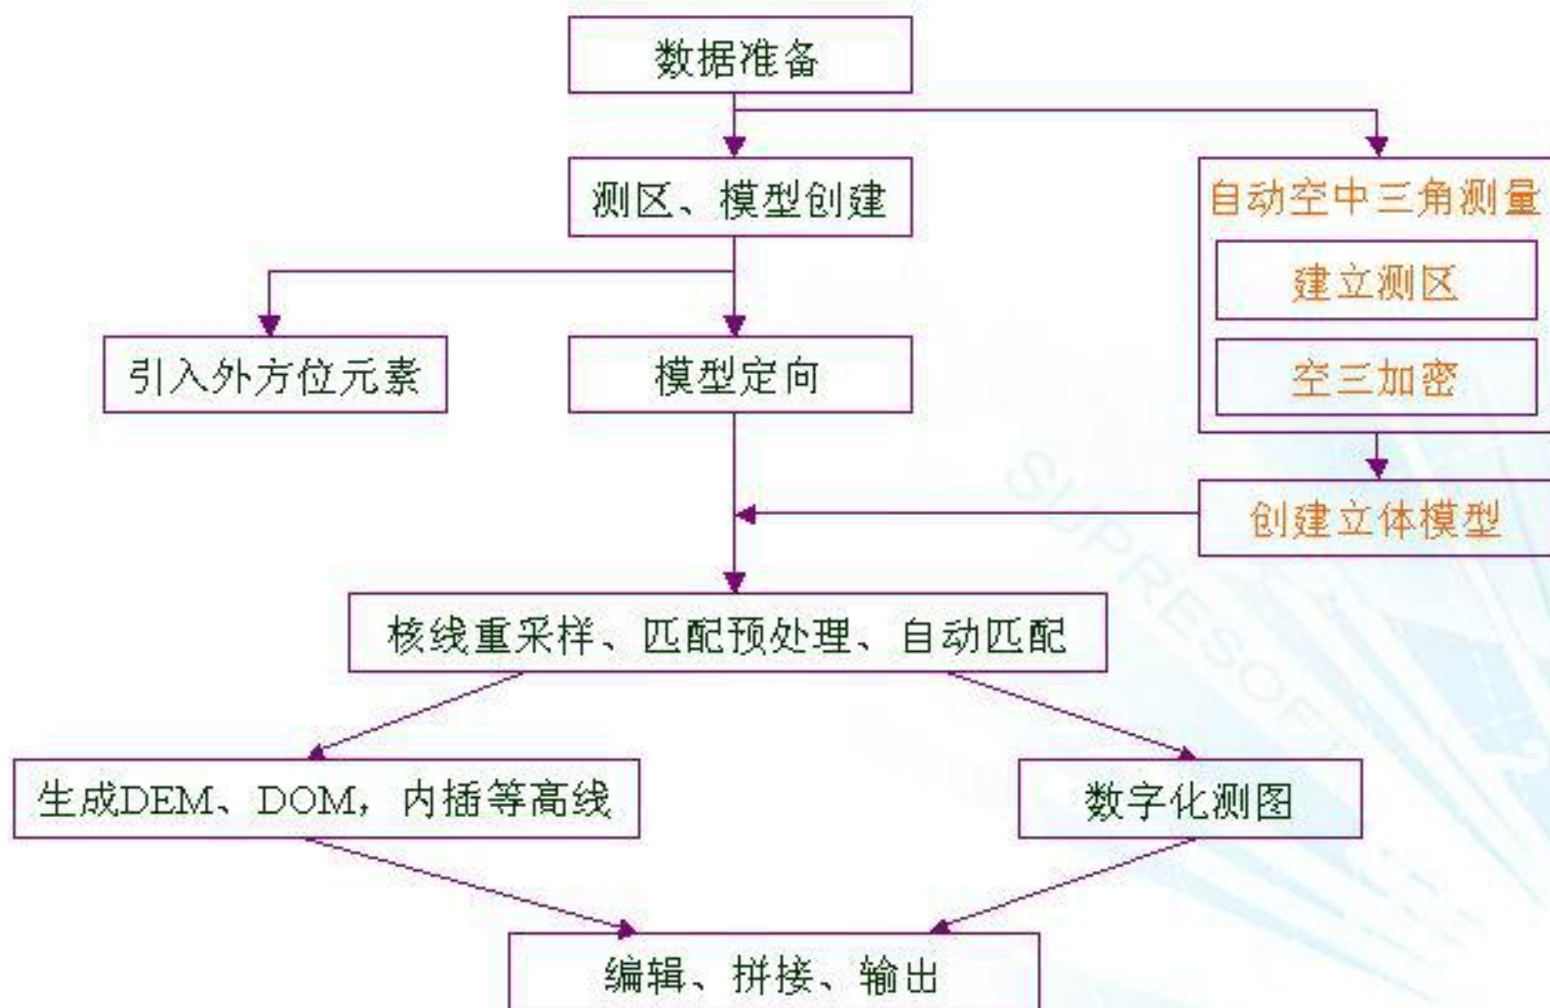 数据准备
测区、模型创建
自动空中三角测量
建立测区
引入外方位元素
模型定向
空三加密
创建立体模型
SUPRESOFT
核线重采样、匹配预处理、自动匹配
生成DEM、DOM，内插等高线
数字化测图
编辑、拼接、输出